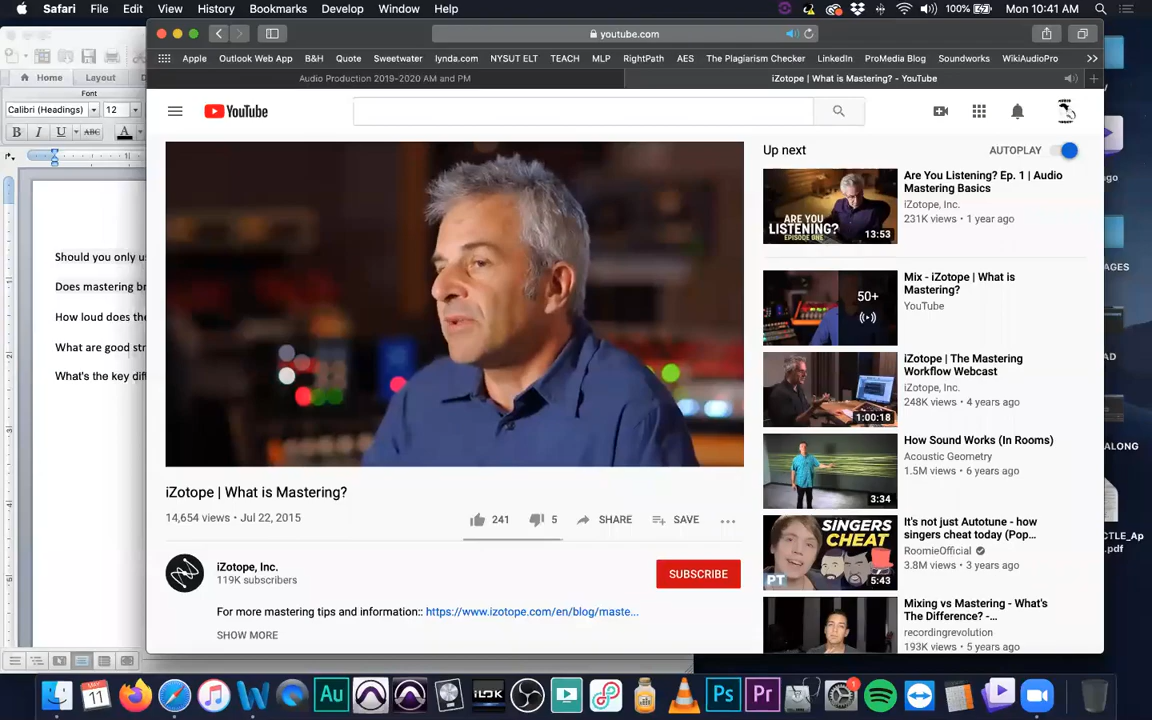 Safari File Edit View History Bookmarks Develop Window Help 100% Mon 10:41 AM
youtube.com
Apple Outlook Web App B&H Quote Sweetwater lynda.com NYSUT ELT TEACH MLP RightPath AES The Plagiarism Checker LinkedIn ProMedia Blog Soundworks WikiAudioPro
Audio Production 2019-2020 AM and PM
iZotope | What is Mastering? - YouTube
Home Layout
Font
Calibri (Headings) 12
B I U ABC A
Should you only u
Does mastering br
How loud does the
What are good str
What's the key dif
YouTube
Up next
AUTOPLAY
ARE YOU
LISTENING?
EPISODE ONE
13:53
Are You Listening? Ep. 1 | Audio
Mastering Basics
iZotope, Inc.
231K views • 1 year ago
50+
Mix - iZotope | What is
Mastering?
YouTube
1:00:18
iZotope | The Mastering
Workflow Webcast
iZotope, Inc.
248K views • 4 years ago
3:34
How Sound Works (In Rooms)
Acoustic Geometry
1.5M views • 6 years ago
SINGERS
CHEAT
PT
5:43
It's not just Autotune - how
singers cheat today (Pop...
RoomieOfficial
3.8M views • 3 years ago
Mixing vs Mastering - What's
The Difference? -...
recordingrevolution
193K views • 5 years ago
iZotope | What is Mastering?
14,654 views • Jul 22, 2015
241 5 SHARE SAVE
iZotope, Inc.
119K subscribers
SUBSCRIBE
For more mastering tips and information:: https://www.izotope.com/en/blog/maste...
SHOW MORE
AGES
AD
ALONG
CTLE_Ap
.pdf
11
Au
iLOK
Ps
Pr
1